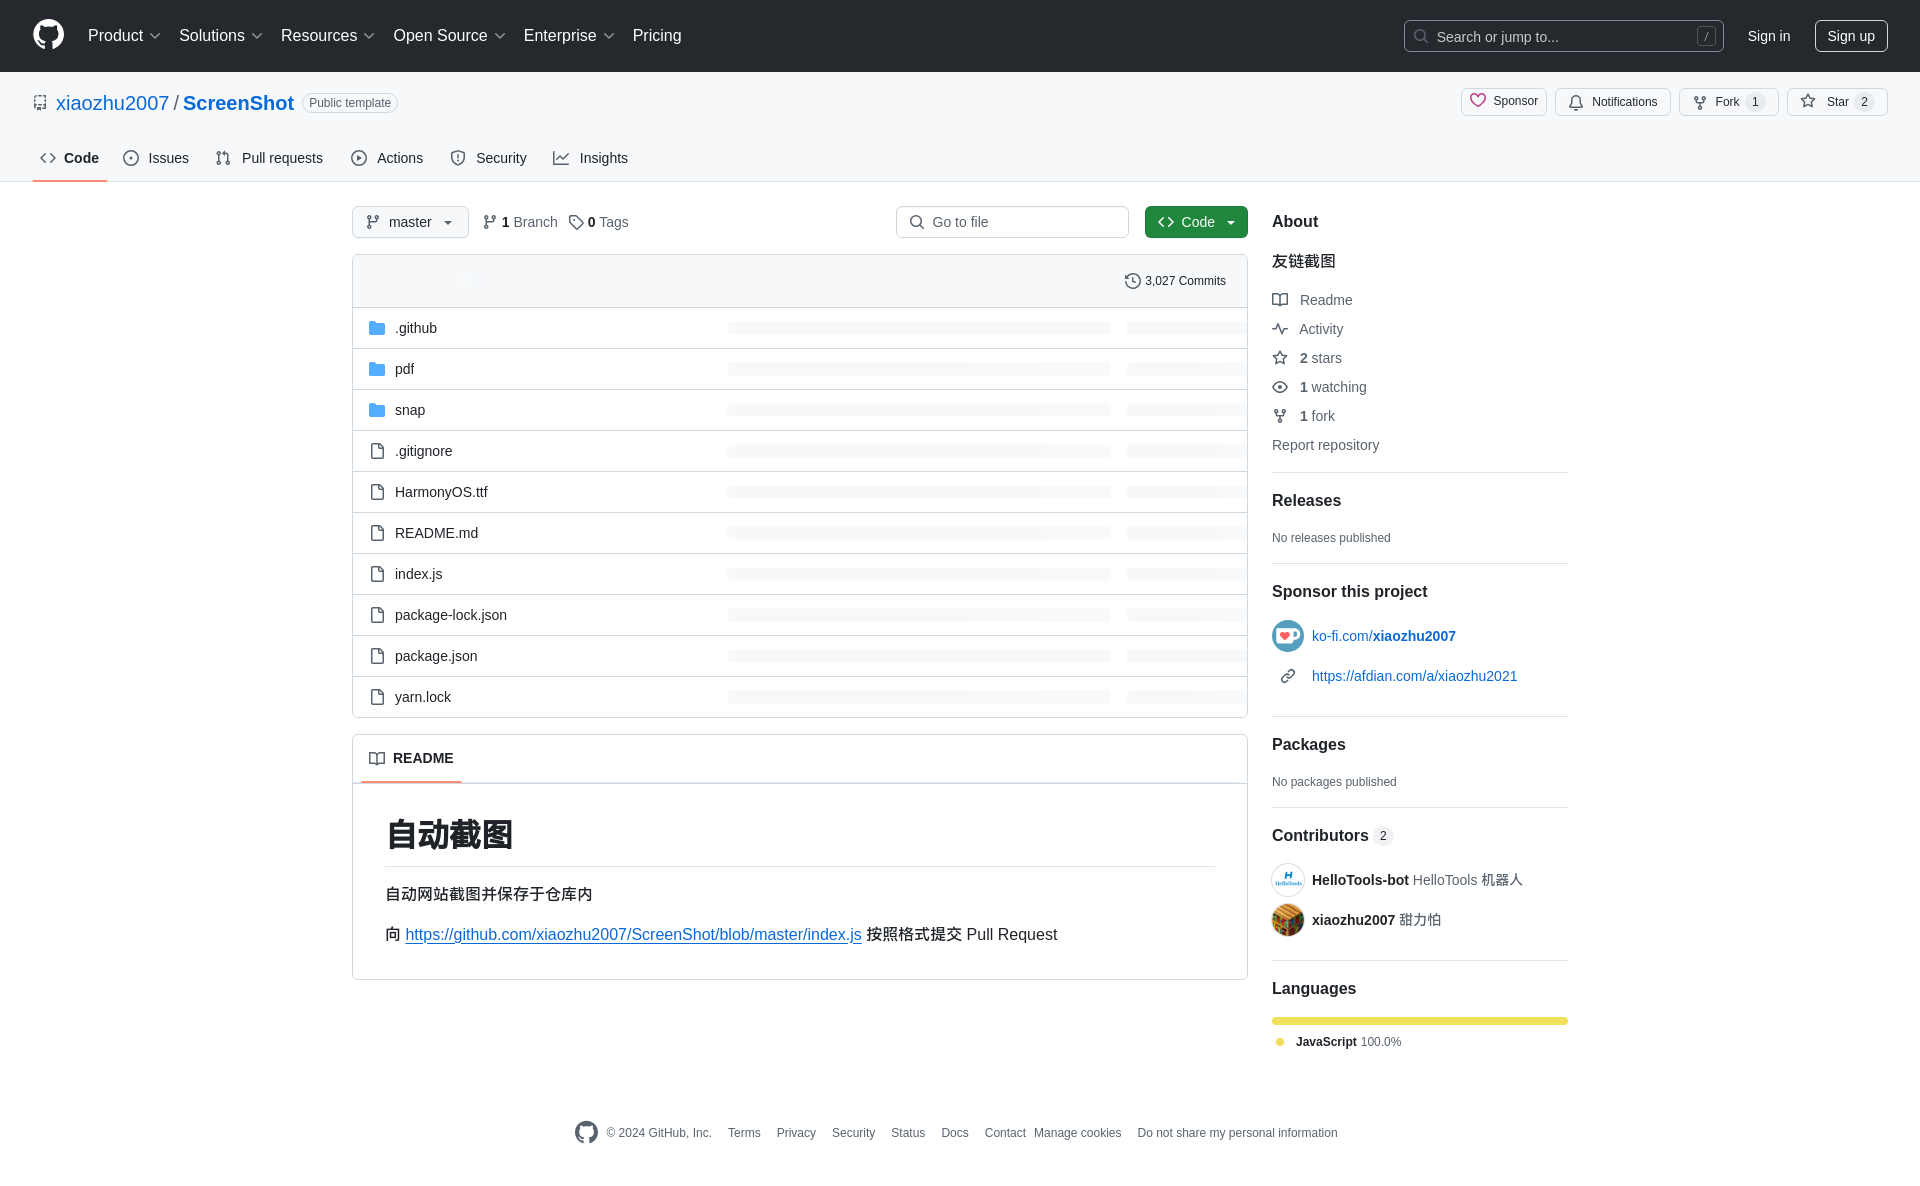 Product Solutions Resources Open Source Enterprise Pricing Search or jump to... / Sign in Sign up
xiaozhu2007 / ScreenShot Public template Sponsor Notifications Fork 1 Star 2
Code Issues Pull requests Actions Security Insights
master 1 Branch 0 Tags Go to file Code
3,027 Commits
.github
pdf
snap
.gitignore
HarmonyOS.ttf
README.md
index.js
package-lock.json
package.json
yarn.lock
README
自动截图
自动网站截图并保存于仓库内
向 https://github.com/xiaozhu2007/ScreenShot/blob/master/index.js 按照格式提交 Pull Request
About
友链截图
Readme
Activity
2 stars
1 watching
1 fork
Report repository
Releases
No releases published
Sponsor this project
ko-fi.com/xiaozhu2007
https://afdian.com/a/xiaozhu2021
Packages
No packages published
Contributors 2
HelloTools
HelloTools-bot HelloTools 机器人
xiaozhu2007 甜力怕
Languages
JavaScript 100.0%
© 2024 GitHub, Inc. Terms Privacy Security Status Docs Contact Manage cookies Do not share my personal information